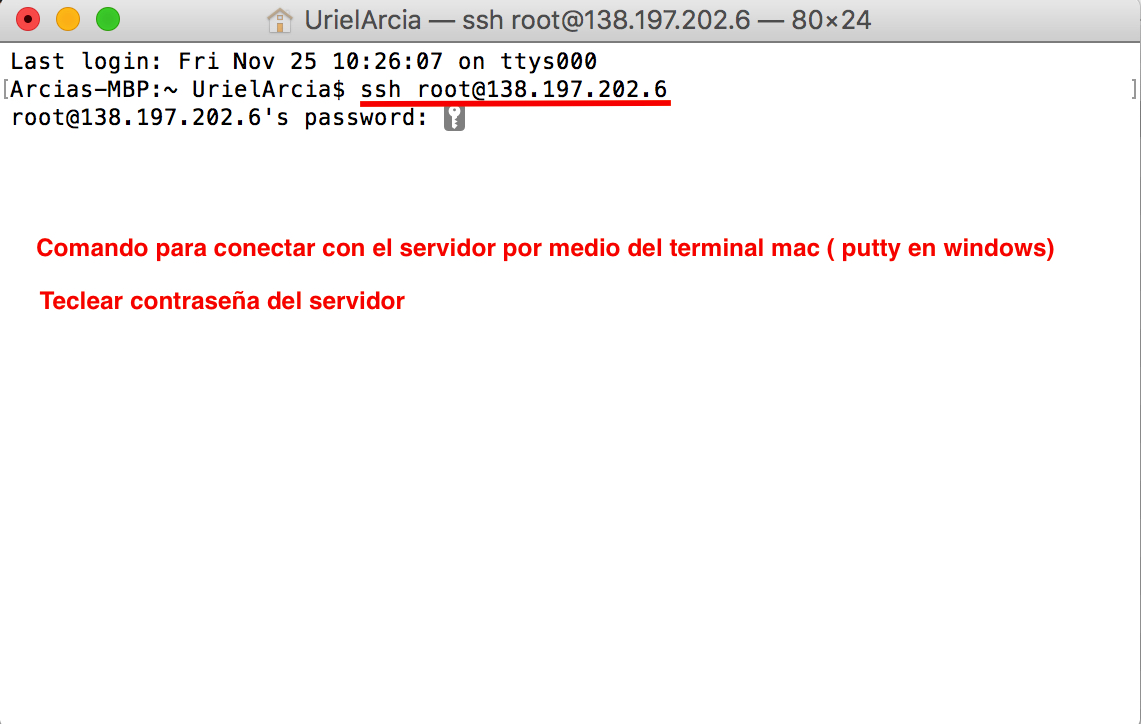 UrielArcia — ssh root@138.197.202.6 — 80×24
Last login: Fri Nov 25 10:26:07 on ttys000
[Arcias-MBP:~ UrielArcia$ ssh root@138.197.202.6 ]
root@138.197.202.6's password:
Comando para conectar con el servidor por medio del terminal mac ( putty en windows)
Teclear contraseña del servidor